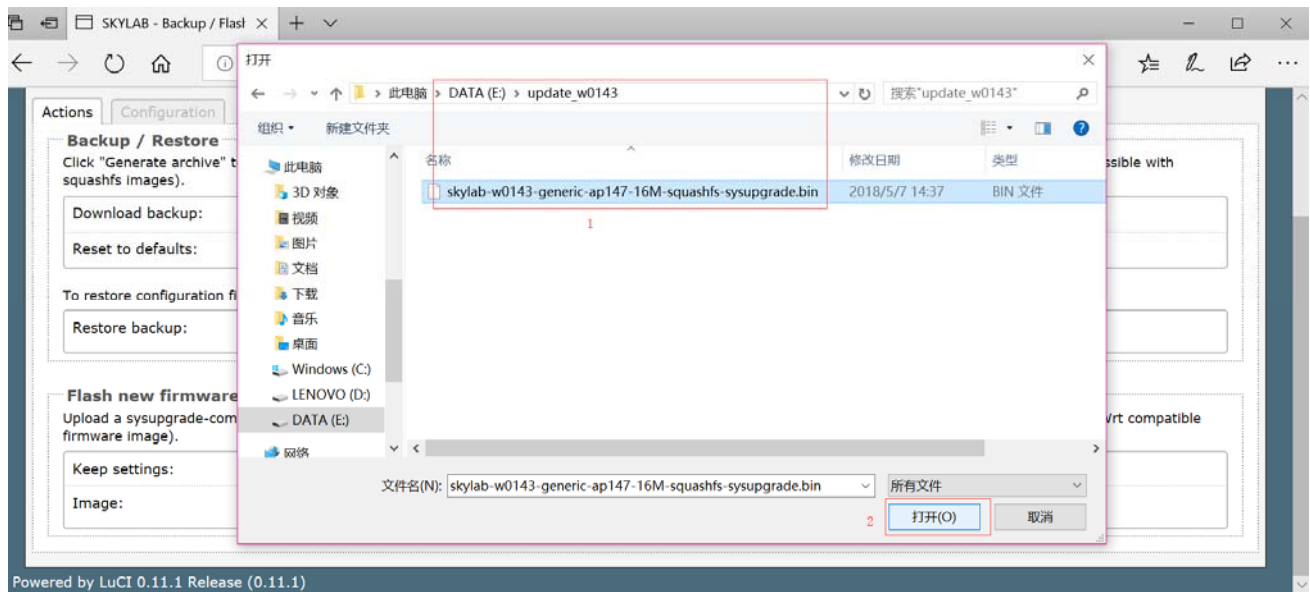 SKYLAB - Backup / Flash
打开
此电脑 > DATA (E:) > update_w0143
搜索"update_w0143"
组织
新建文件夹
Actions
Configuration
Backup / Restore
Click "Generate archive" t
ssible with
squashfs images).
Download backup:
Reset to defaults:
To restore configuration fi
Restore backup:
Flash new firmware
Upload a sysupgrade-com
Wrt compatible
firmware image).
Keep settings:
Image:
此电脑
3D 对象
视频
图片
文档
下载
音乐
桌面
Windows (C:)
LENOVO (D:)
DATA (E:)
网络
名称
修改日期
类型
skylab-w0143-generic-ap147-16M-squashfs-sysupgrade.bin
2018/5/7 14:37
BIN 文件
1
文件名(N):
skylab-w0143-generic-ap147-16M-squashfs-sysupgrade.bin
所有文件
2
打开(O)
取消
Powered by LuCI 0.11.1 Release (0.11.1)